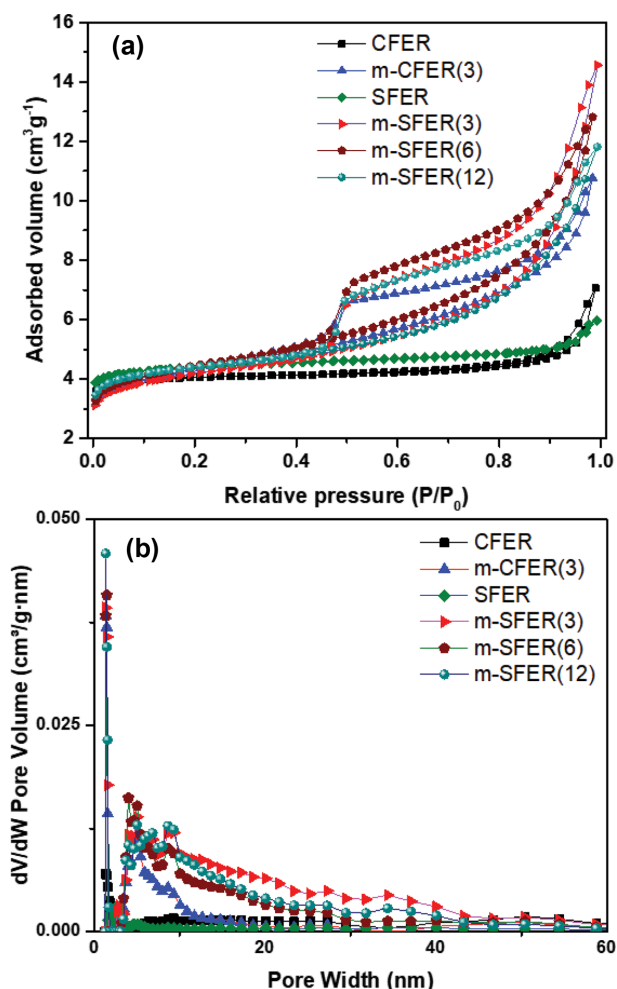 16
14
12
10
8
6
4
2
Adsorbed volume (cm³g⁻¹)
(a)
CFER
m-CFER(3)
SFER
m-SFER(3)
m-SFER(6)
m-SFER(12)
0.0 0.2 0.4 0.6 0.8 1.0
Relative pressure (P/P₀)
0.050
0.025
0.000
dV/dW Pore Volume (cm³/g·nm)
(b)
CFER
m-CFER(3)
SFER
m-SFER(3)
m-SFER(6)
m-SFER(12)
0 20 40 60
Pore Width (nm)